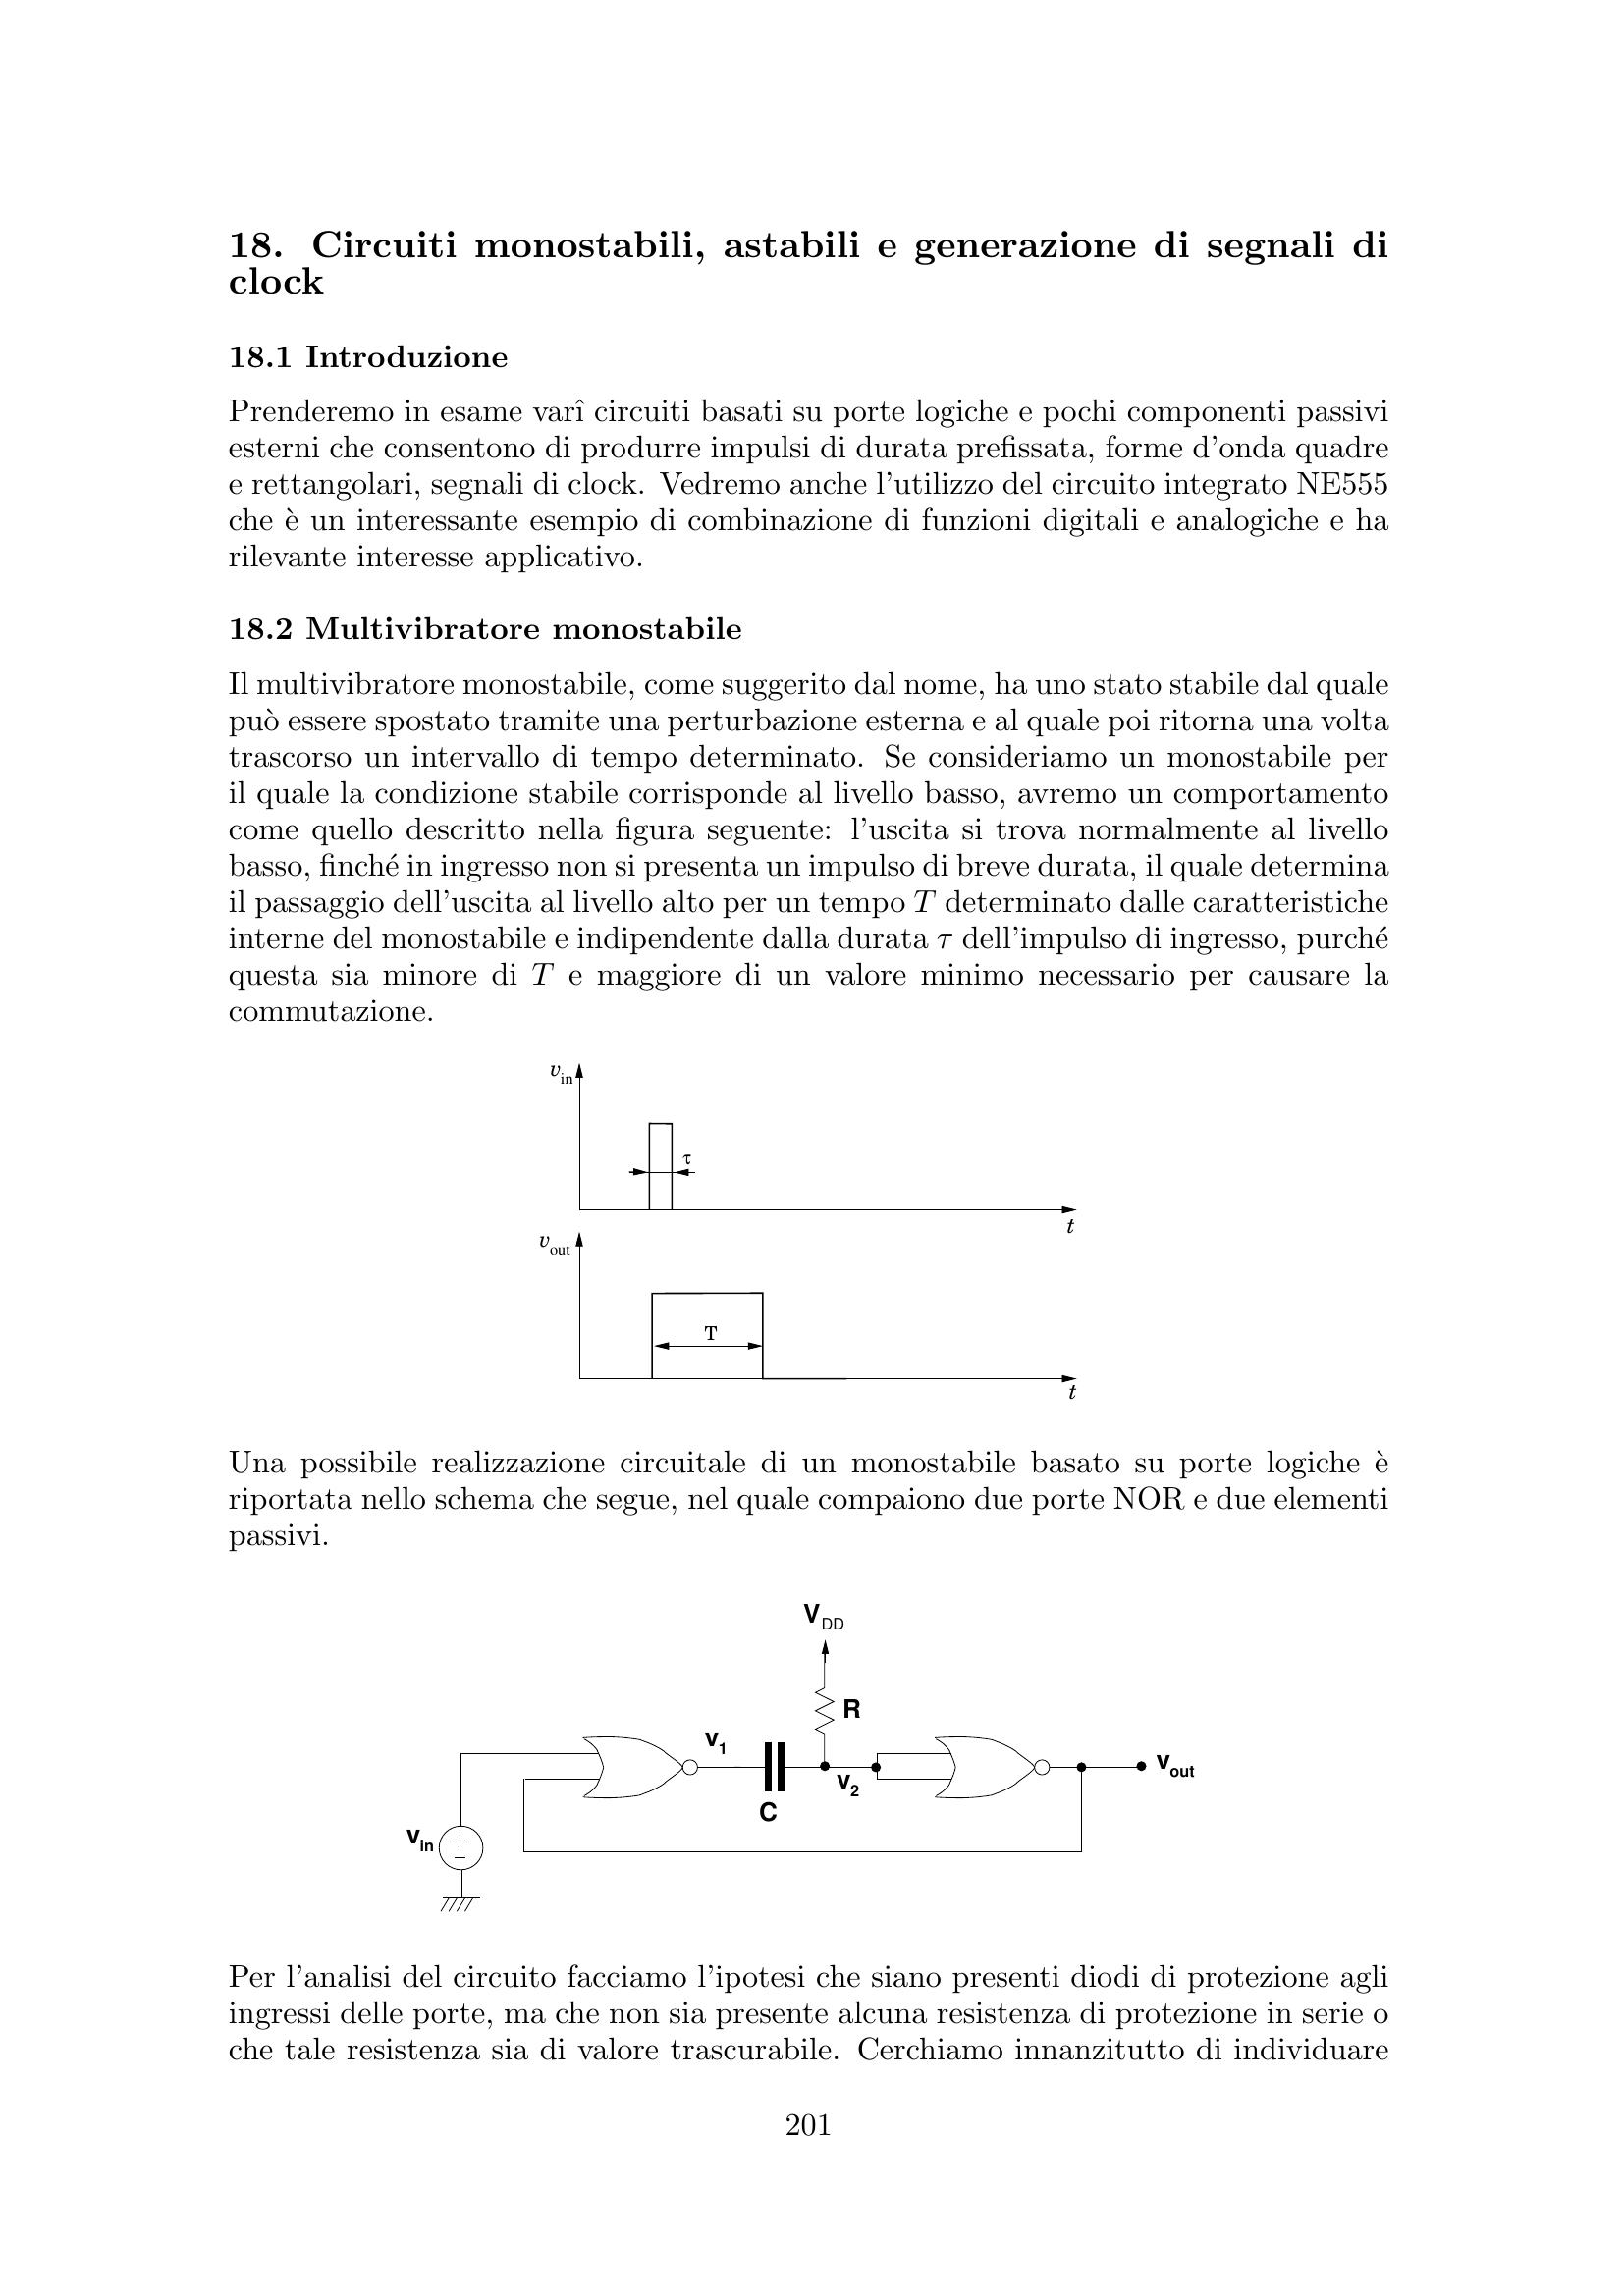 18. Circuiti monostabili, astabili e generazione di segnali di
clock
18.1 Introduzione
Prenderemo in esame varî circuiti basati su porte logiche e pochi componenti passivi
esterni che consentono di produrre impulsi di durata prefissata, forme d'onda quadre
e rettangolari, segnali di clock. Vedremo anche l'utilizzo del circuito integrato NE555
che è un interessante esempio di combinazione di funzioni digitali e analogiche e ha
rilevante interesse applicativo.
18.2 Multivibratore monostabile
Il multivibratore monostabile, come suggerito dal nome, ha uno stato stabile dal quale
può essere spostato tramite una perturbazione esterna e al quale poi ritorna una volta
trascorso un intervallo di tempo determinato. Se consideriamo un monostabile per
il quale la condizione stabile corrisponde al livello basso, avremo un comportamento
come quello descritto nella figura seguente: l'uscita si trova normalmente al livello
basso, finché in ingresso non si presenta un impulso di breve durata, il quale determina
il passaggio dell'uscita al livello alto per un tempo T determinato dalle caratteristiche
interne del monostabile e indipendente dalla durata τ dell'impulso di ingresso, purché
questa sia minore di T e maggiore di un valore minimo necessario per causare la
commutazione.
v in
τ
t
v out
T
t
Una possibile realizzazione circuitale di un monostabile basato su porte logiche è
riportata nello schema che segue, nel quale compaiono due porte NOR e due elementi
passivi.
V DD
R
v1
C
v2
v out
v in
+
−
Per l'analisi del circuito facciamo l'ipotesi che siano presenti diodi di protezione agli
ingressi delle porte, ma che non sia presente alcuna resistenza di protezione in serie o
che tale resistenza sia di valore trascurabile. Cerchiamo innanzitutto di individuare
201